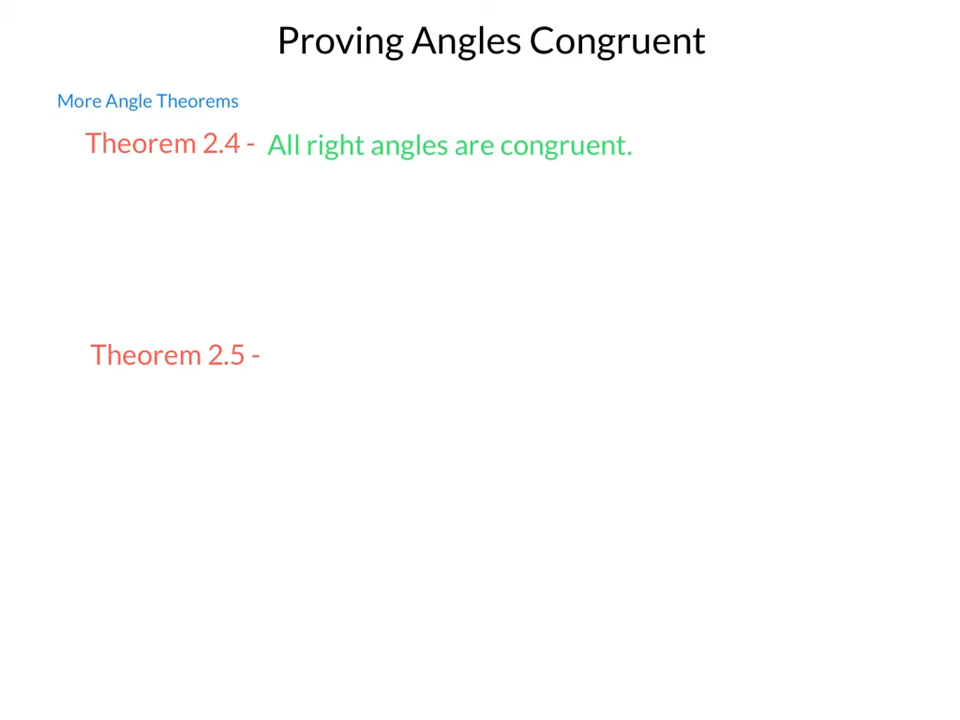 Proving Angles Congruent
More Angle Theorems
Theorem 2.4 - All right angles are congruent.
Theorem 2.5 -